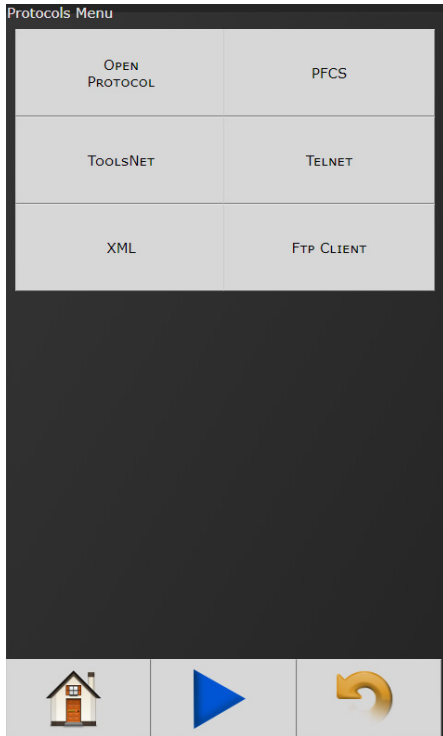 Protocols Menu
Open
Protocol
PFCS
ToolsNet
Telnet
XML
Ftp Client